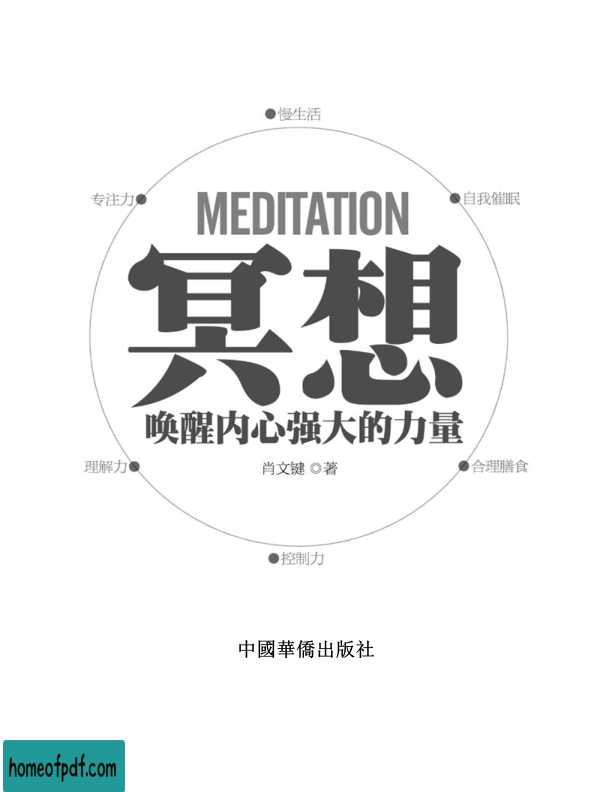 ●慢生活
专注力●
●自我催眠
MEDITATION
冥想
唤醒内心强大的力量
肖文键 ◎著
理解力●
●合理膳食
●控制力
中國華僑出版社
homeofpdf.com